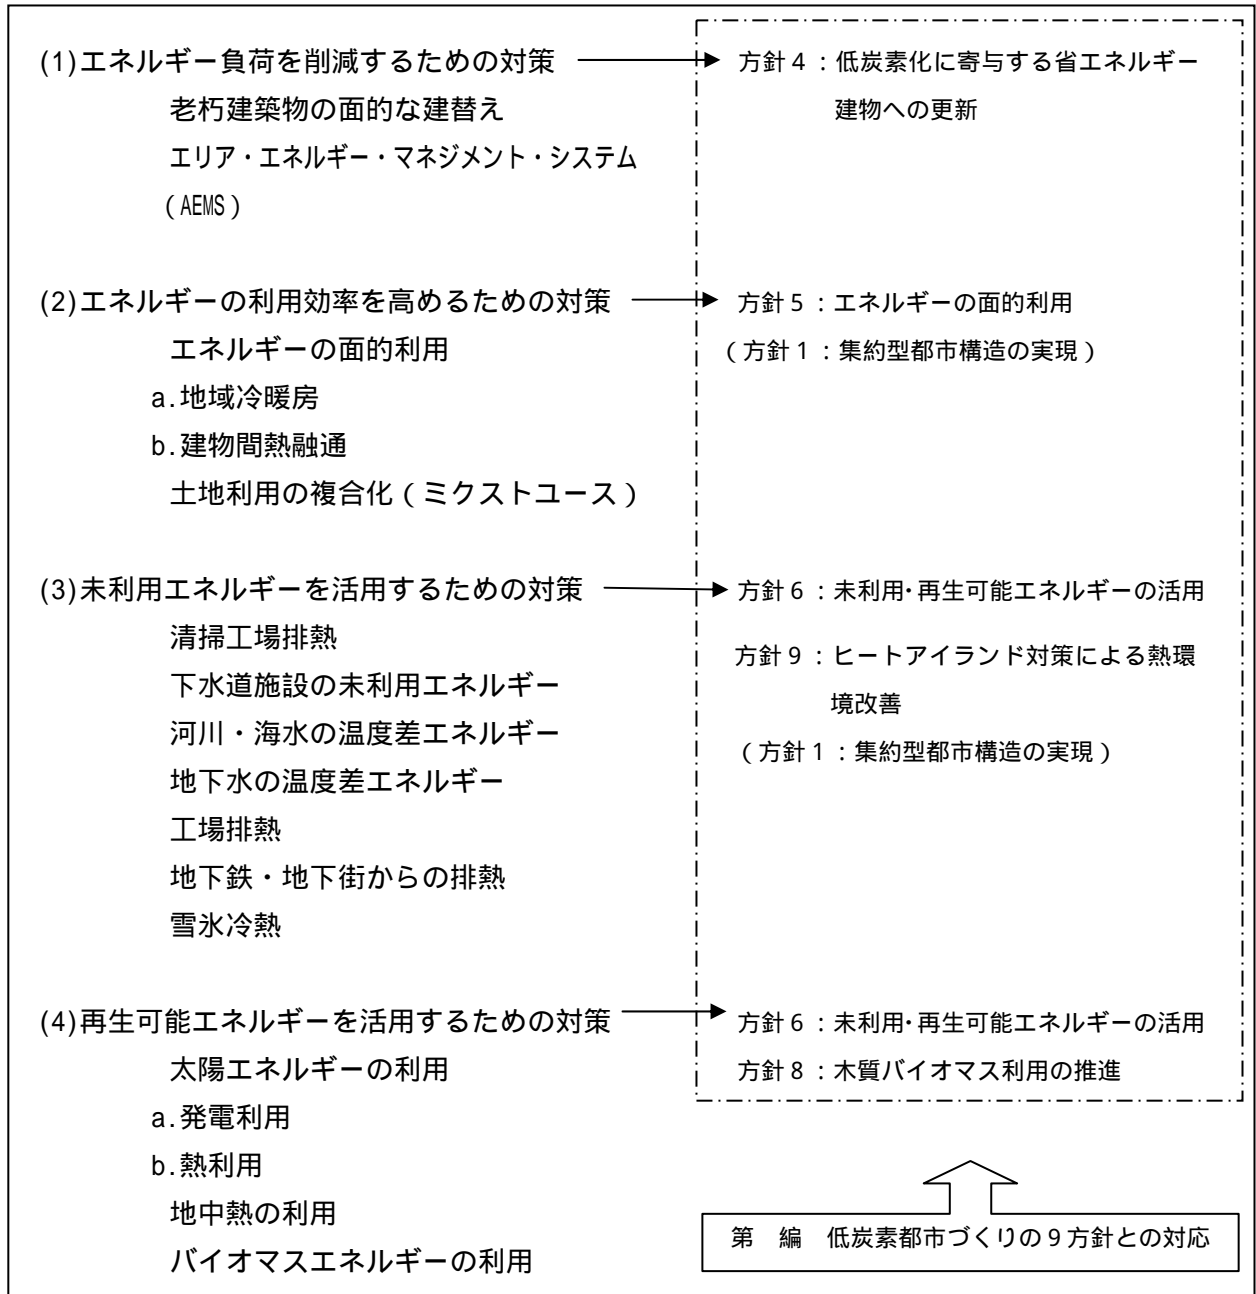 (1)エネルギー負荷を削減するための対策
老朽建築物の面的な建替え
エリア・エネルギー・マネジメント・システム
（AEMS）
方針4：低炭素化に寄与する省エネルギー
建物への更新
(2)エネルギーの利用効率を高めるための対策
エネルギーの面的利用
a.地域冷暖房
b.建物間熱融通
土地利用の複合化（ミクストユース）
方針5：エネルギーの面的利用
（方針1：集約型都市構造の実現）
(3)未利用エネルギーを活用するための対策
清掃工場排熱
下水道施設の未利用エネルギー
河川・海水の温度差エネルギー
地下水の温度差エネルギー
工場排熱
地下鉄・地下街からの排熱
雪氷冷熱
方針6：未利用・再生可能エネルギーの活用
方針9：ヒートアイランド対策による熱環
境改善
（方針1：集約型都市構造の実現）
(4)再生可能エネルギーを活用するための対策
太陽エネルギーの利用
a.発電利用
b.熱利用
地中熱の利用
バイオマスエネルギーの利用
方針6：未利用・再生可能エネルギーの活用
方針8：木質バイオマス利用の推進
第　編　低炭素都市づくりの9方針との対応